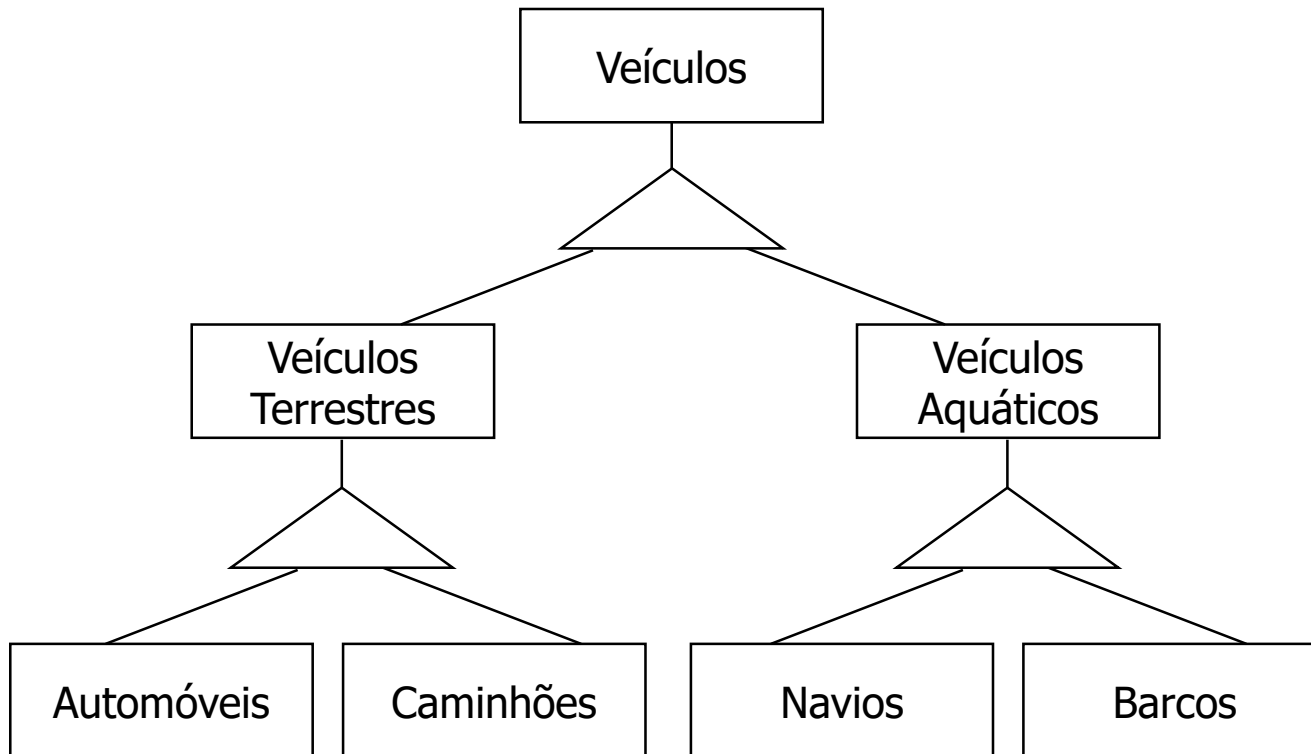 Veículos
Veículos
Terrestres
Veículos
Aquáticos
Automóveis
Caminhões
Navios
Barcos